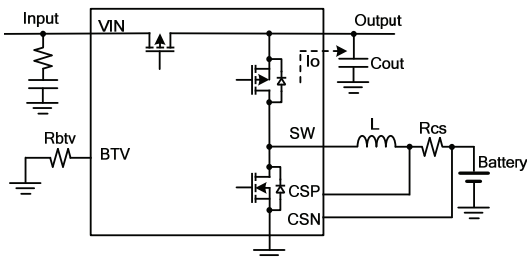 Input
VIN
Output
Io
Cout
Rbtv
BTV
SW
L
Rcs
Battery
CSP
CSN